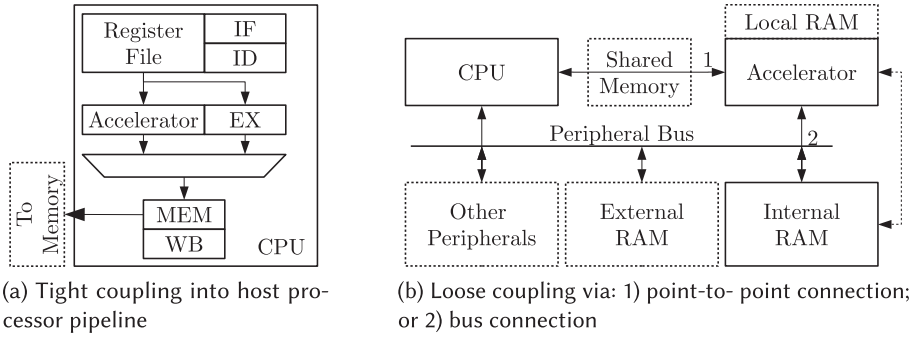 Register
File
IF
ID
Accelerator
EX
MEM
WB
CPU
To
Memory
(a) Tight coupling into host pro-
cessor pipeline
Local RAM
CPU
Shared
Memory
1
Accelerator
Peripheral Bus
2
Other
Peripherals
External
RAM
Internal
RAM
(b) Loose coupling via: 1) point-to- point connection;
or 2) bus connection